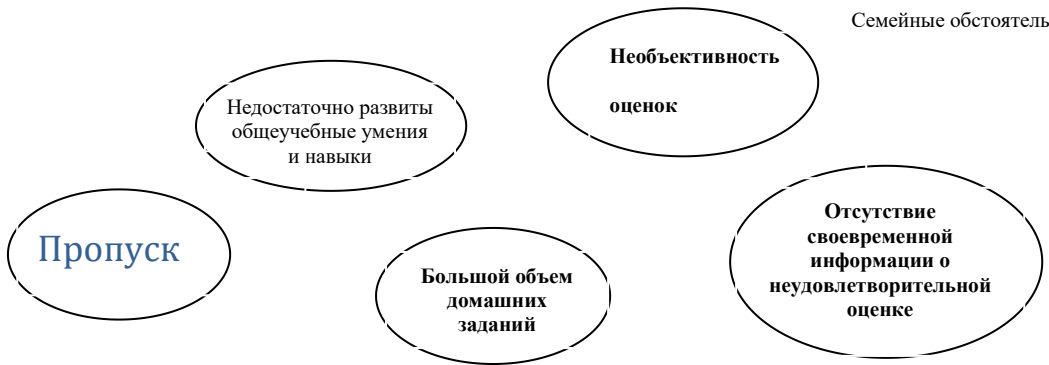 Семейные обстоятель
Необъективность
оценок
Недостаточно развиты
общеучебные умения
и навыки
Пропуск
Большой объем
домашних
заданий
Отсутствие
своевременной
информации о
неудовлетворительной
оценке